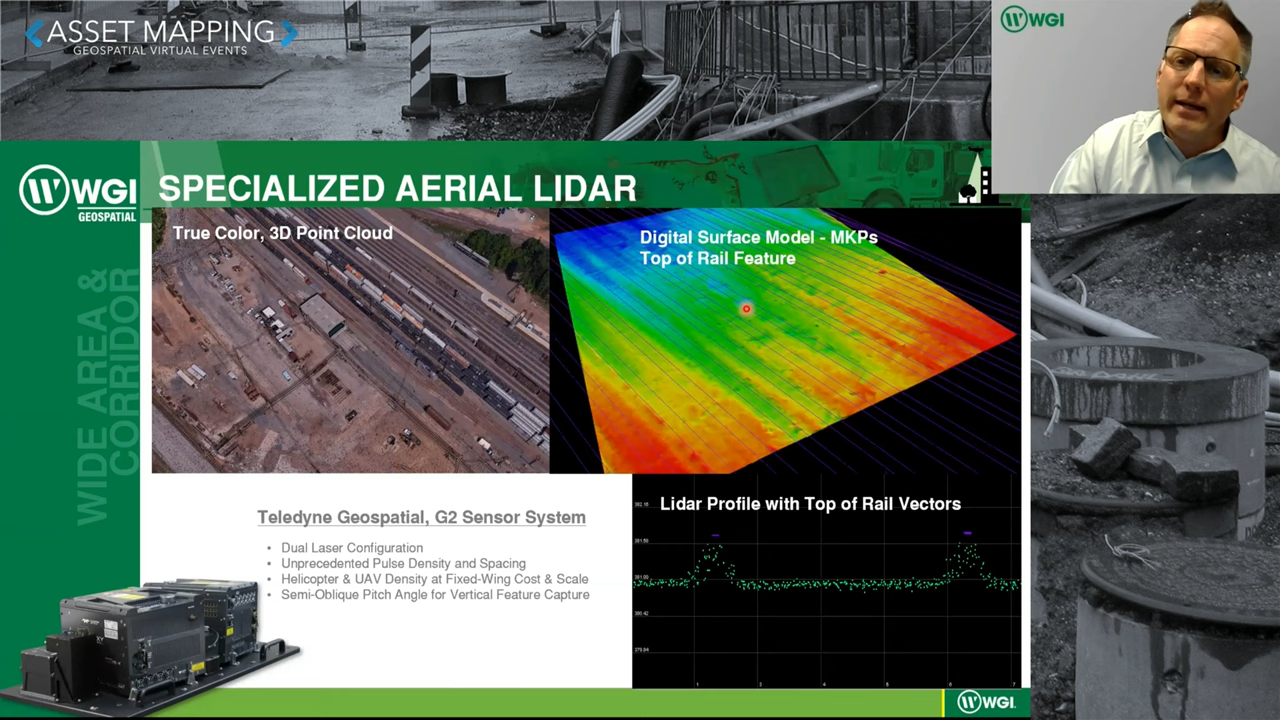 ASSET MAPPING
GEOSPATIAL VIRTUAL EVENTS
WGI
WGI
GEOSPATIAL
SPECIALIZED AERIAL LIDAR
WIDE AREA &
CORRIDOR
True Color, 3D Point Cloud
Digital Surface Model - MKPs
Top of Rail Feature
Teledyne Geospatial, G2 Sensor System
• Dual Laser Configuration
• Unprecedented Pulse Density and Spacing
• Helicopter & UAV Density at Fixed-Wing Cost & Scale
• Semi-Oblique Pitch Angle for Vertical Feature Capture
Lidar Profile with Top of Rail Vectors
WGI